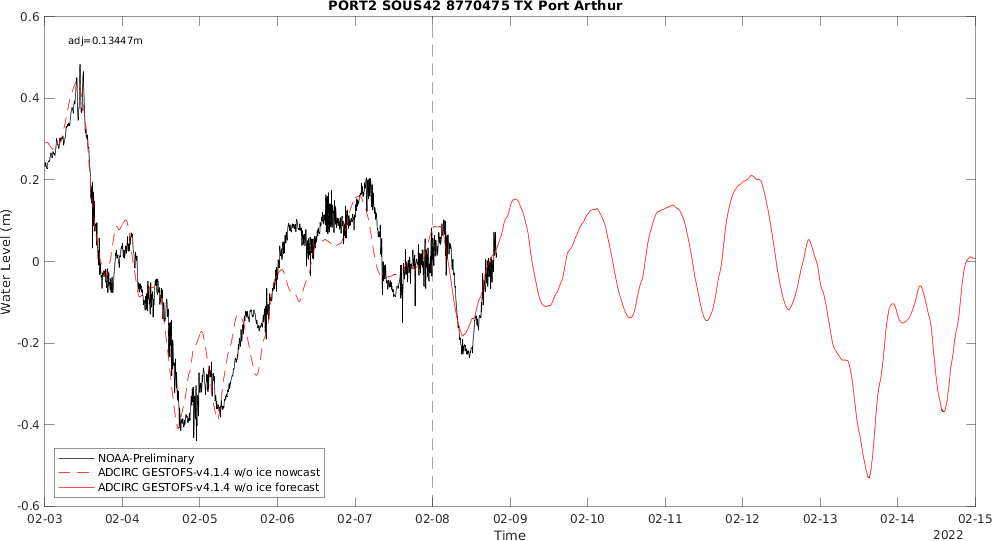 PORT2 SOUS42 8770475 TX Port Arthur
adj=0.13447m
0.6
0.4
0.2
0
-0.2
-0.4
-0.6
Water Level (m)
NOAA-Preliminary
ADCIRC GESTOFS-v4.1.4 w/o ice nowcast
ADCIRC GESTOFS-v4.1.4 w/o ice forecast
02-03 02-04 02-05 02-06 02-07 02-08 02-09 02-10 02-11 02-12 02-13 02-14 02-15
Time
2022